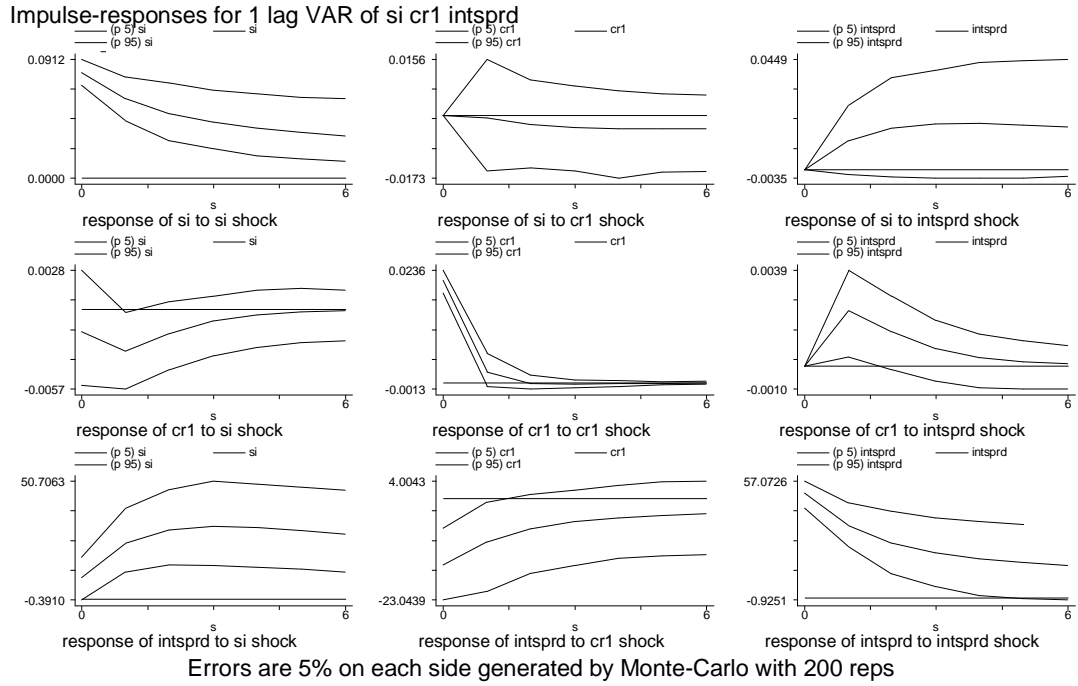 Impulse-responses for 1 lag VAR of si cr1 intsprd
(p 5) si si
(p 95) si
0.0912
0.0000
0 6
s
response of si to si shock
(p 5) cr1 cr1
(p 95) cr1
0.0156
-0.0173
0 6
s
response of si to cr1 shock
(p 5) intsprd intsprd
(p 95) intsprd
0.0449
-0.0035
0 6
s
response of si to intsprd shock
(p 5) si si
(p 95) si
0.0028
-0.0057
0 6
s
response of cr1 to si shock
(p 5) cr1 cr1
(p 95) cr1
0.0236
-0.0013
0 6
s
response of cr1 to cr1 shock
(p 5) intsprd intsprd
(p 95) intsprd
0.0039
-0.0010
0 6
s
response of cr1 to intsprd shock
(p 5) si si
(p 95) si
50.7063
-0.3910
0 6
s
response of intsprd to si shock
(p 5) cr1 cr1
(p 95) cr1
4.0043
-23.0439
0 6
s
response of intsprd to cr1 shock
(p 5) intsprd intsprd
(p 95) intsprd
57.0726
-0.9251
0 6
s
response of intsprd to intsprd shock
Errors are 5% on each side generated by Monte-Carlo with 200 reps